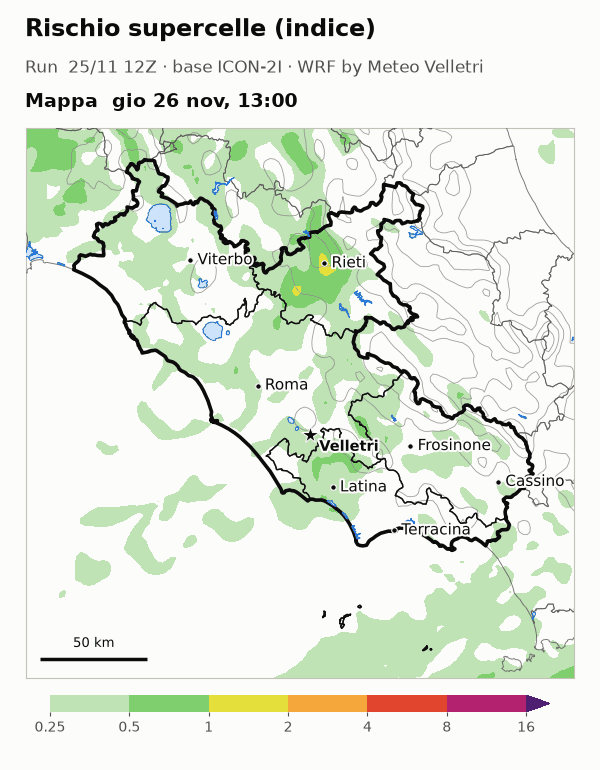 Rischio supercelle (indice)
Run  25/11 12Z · base ICON-2I · WRF by Meteo Velletri
Mappa  gio 26 nov, 13:00
Viterbo
Rieti
Roma
Velletri
Frosinone
Latina
Cassino
Terracina
50 km
0.25 0.5 1 2 4 8 16